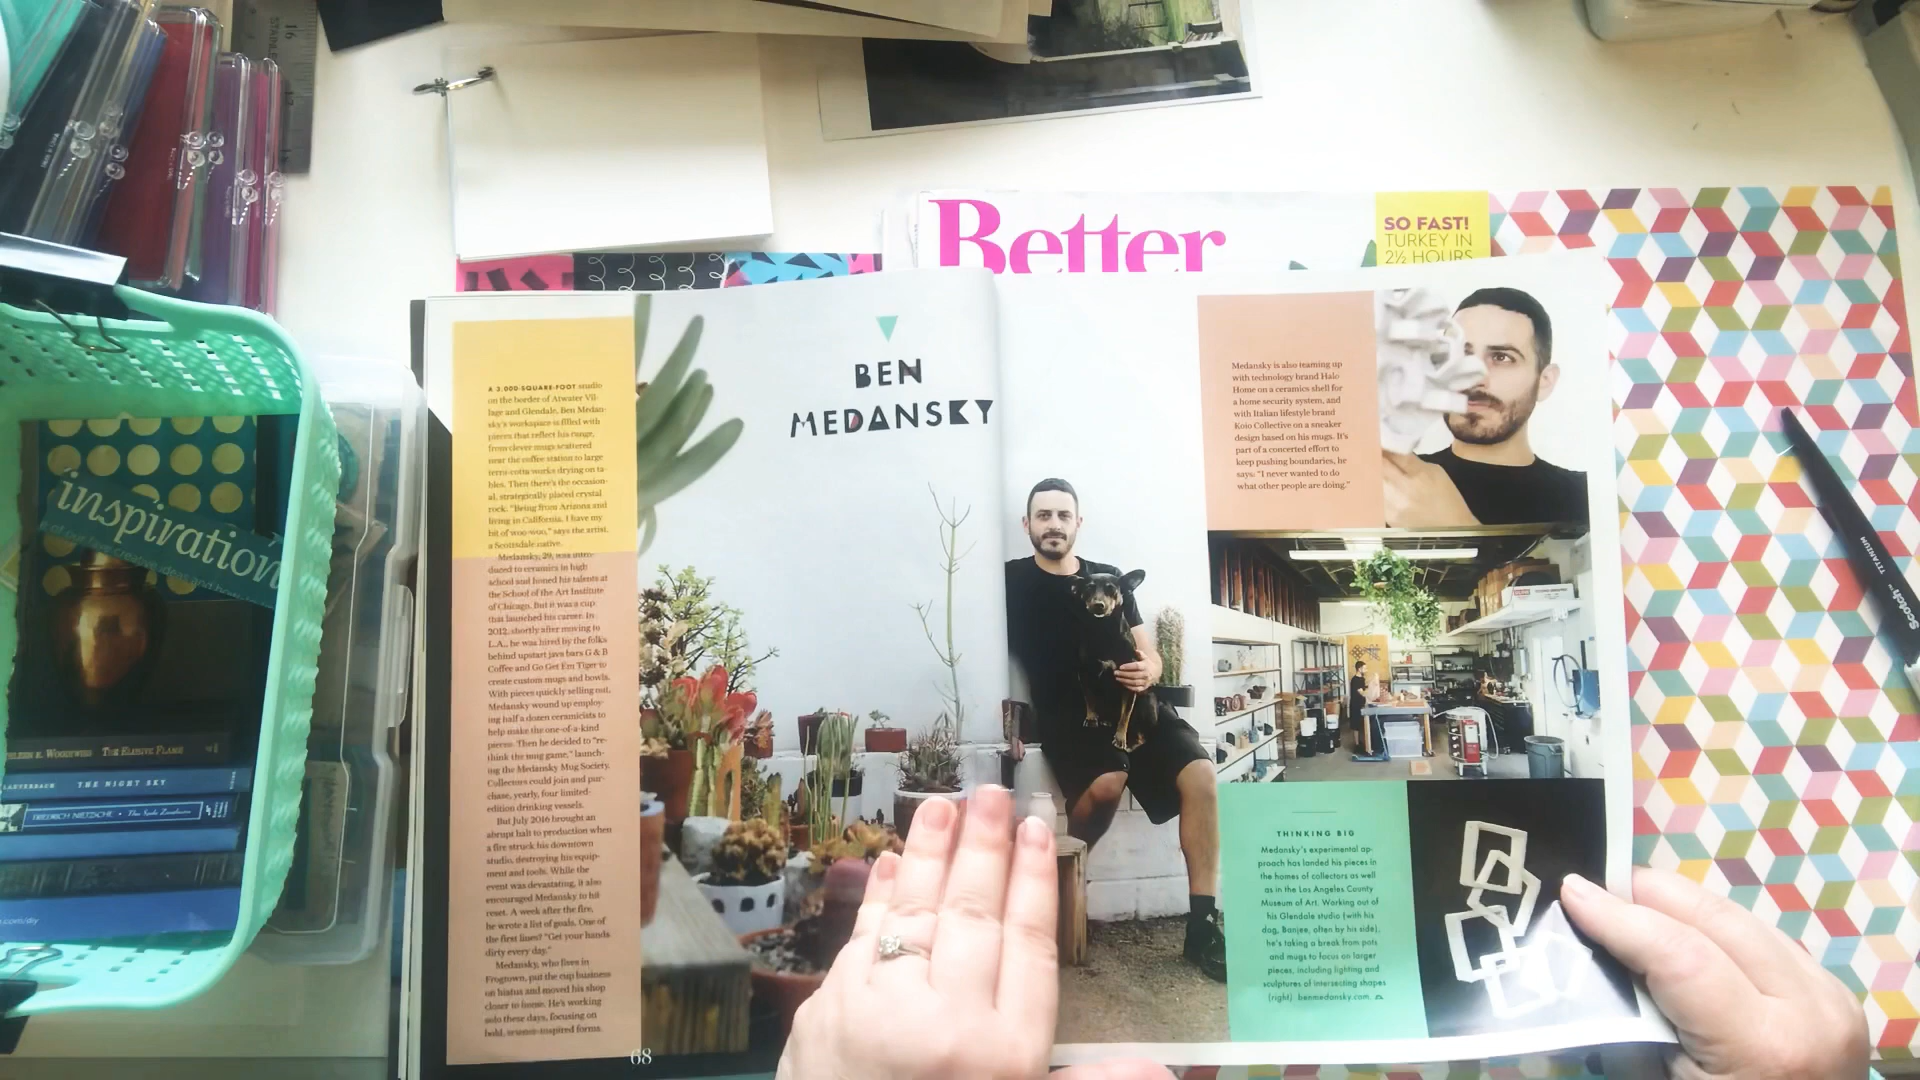 STAINL
16
inspiration
THE ELUSIVE FLAME
THE NIGHT SKY
FRIEDRICH NIETZSCHE
Better
SO FAST!
TURKEY IN
2½ HOURS
Scotch™
TITANIUM
BEN
MEDANSKY
A 3,000-SQUARE-FOOT studio
on the border of Atwater Vil-
lage and Glendale, Ben Medan-
sky's workspace is filled with
pieces that reflect his range,
from clever mugs scattered
near the coffee station to large
terra-cotta works drying on ta-
bles. Then there's the occasion-
al, strategically placed crystal
rock. "Being from Arizona and
living in California, I have my
bit of woo-woo," says the artist,
a Scottsdale native.
Medansky, 29, was intro-
duced to ceramics in high
school and honed his talents at
the School of the Art Institute
of Chicago. But it was a cup
that launched his career. In
2012, shortly after moving to
L.A., he was hired by the folks
behind upstart java bars G & B
Coffee and Go Get Em Tiger to
create custom mugs and bowls.
With pieces quickly selling out,
Medansky wound up employ-
ing half a dozen ceramicists to
help make the one-of-a-kind
pieces. Then he decided to "re-
think the mug game," launch-
ing the Medansky Mug Society.
Collectors could join and pur-
chase, yearly, four limited-
edition drinking vessels.
But July 2016 brought an
abrupt halt to production when
a fire struck his downtown
studio, destroying his equip-
ment and tools. While the
event was devastating, it also
encouraged Medansky to hit
reset. A week after the fire,
he wrote a list of goals. One of
the first lines? "Get your hands
dirty every day."
Medansky, who lives in
Frogtown, put the cup business
on hiatus and moved his shop
closer to home. He's working
solo these days, focusing on
bold, -inspired forms.
68
Medansky is also teaming up
with technology brand Halo
Home on a ceramics shell for
a home security system, and
with Italian lifestyle brand
Koio Collective on a sneaker
design based on his mugs. It's
part of a concerted effort to
keep pushing boundaries, he
says: "I never wanted to do
what other people are doing."
THINKING BIG
Medansky's experimental ap-
proach has landed his pieces in
the homes of collectors as well
as in the Los Angeles County
Museum of Art. Working out of
his Glendale studio (with his
dog, Banjee, often by his side),
he's taking a break from pots
and mugs to focus on larger
pieces, including lighting and
sculptures of intersecting shapes
(right). benmedansky.com